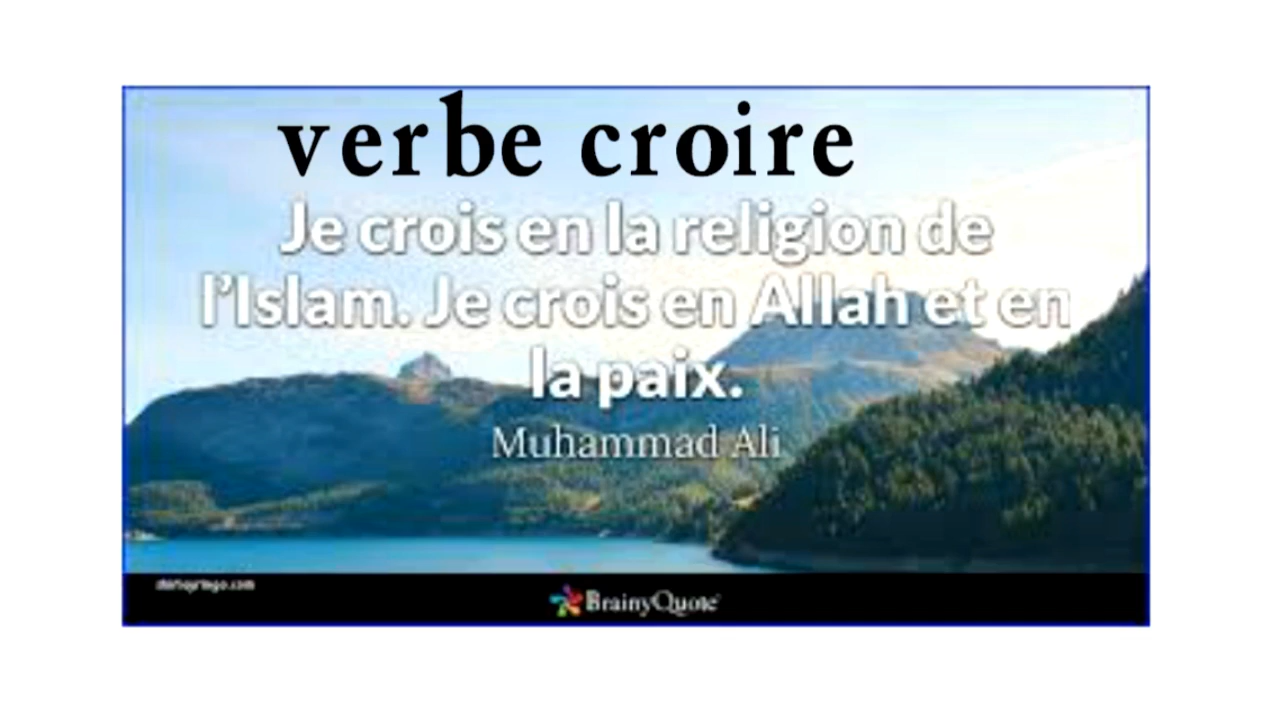 verbe croire
Je crois en la religion de
l'Islam. Je crois en Allah et en
la paix.
Muhammad Ali
BrainyQuote